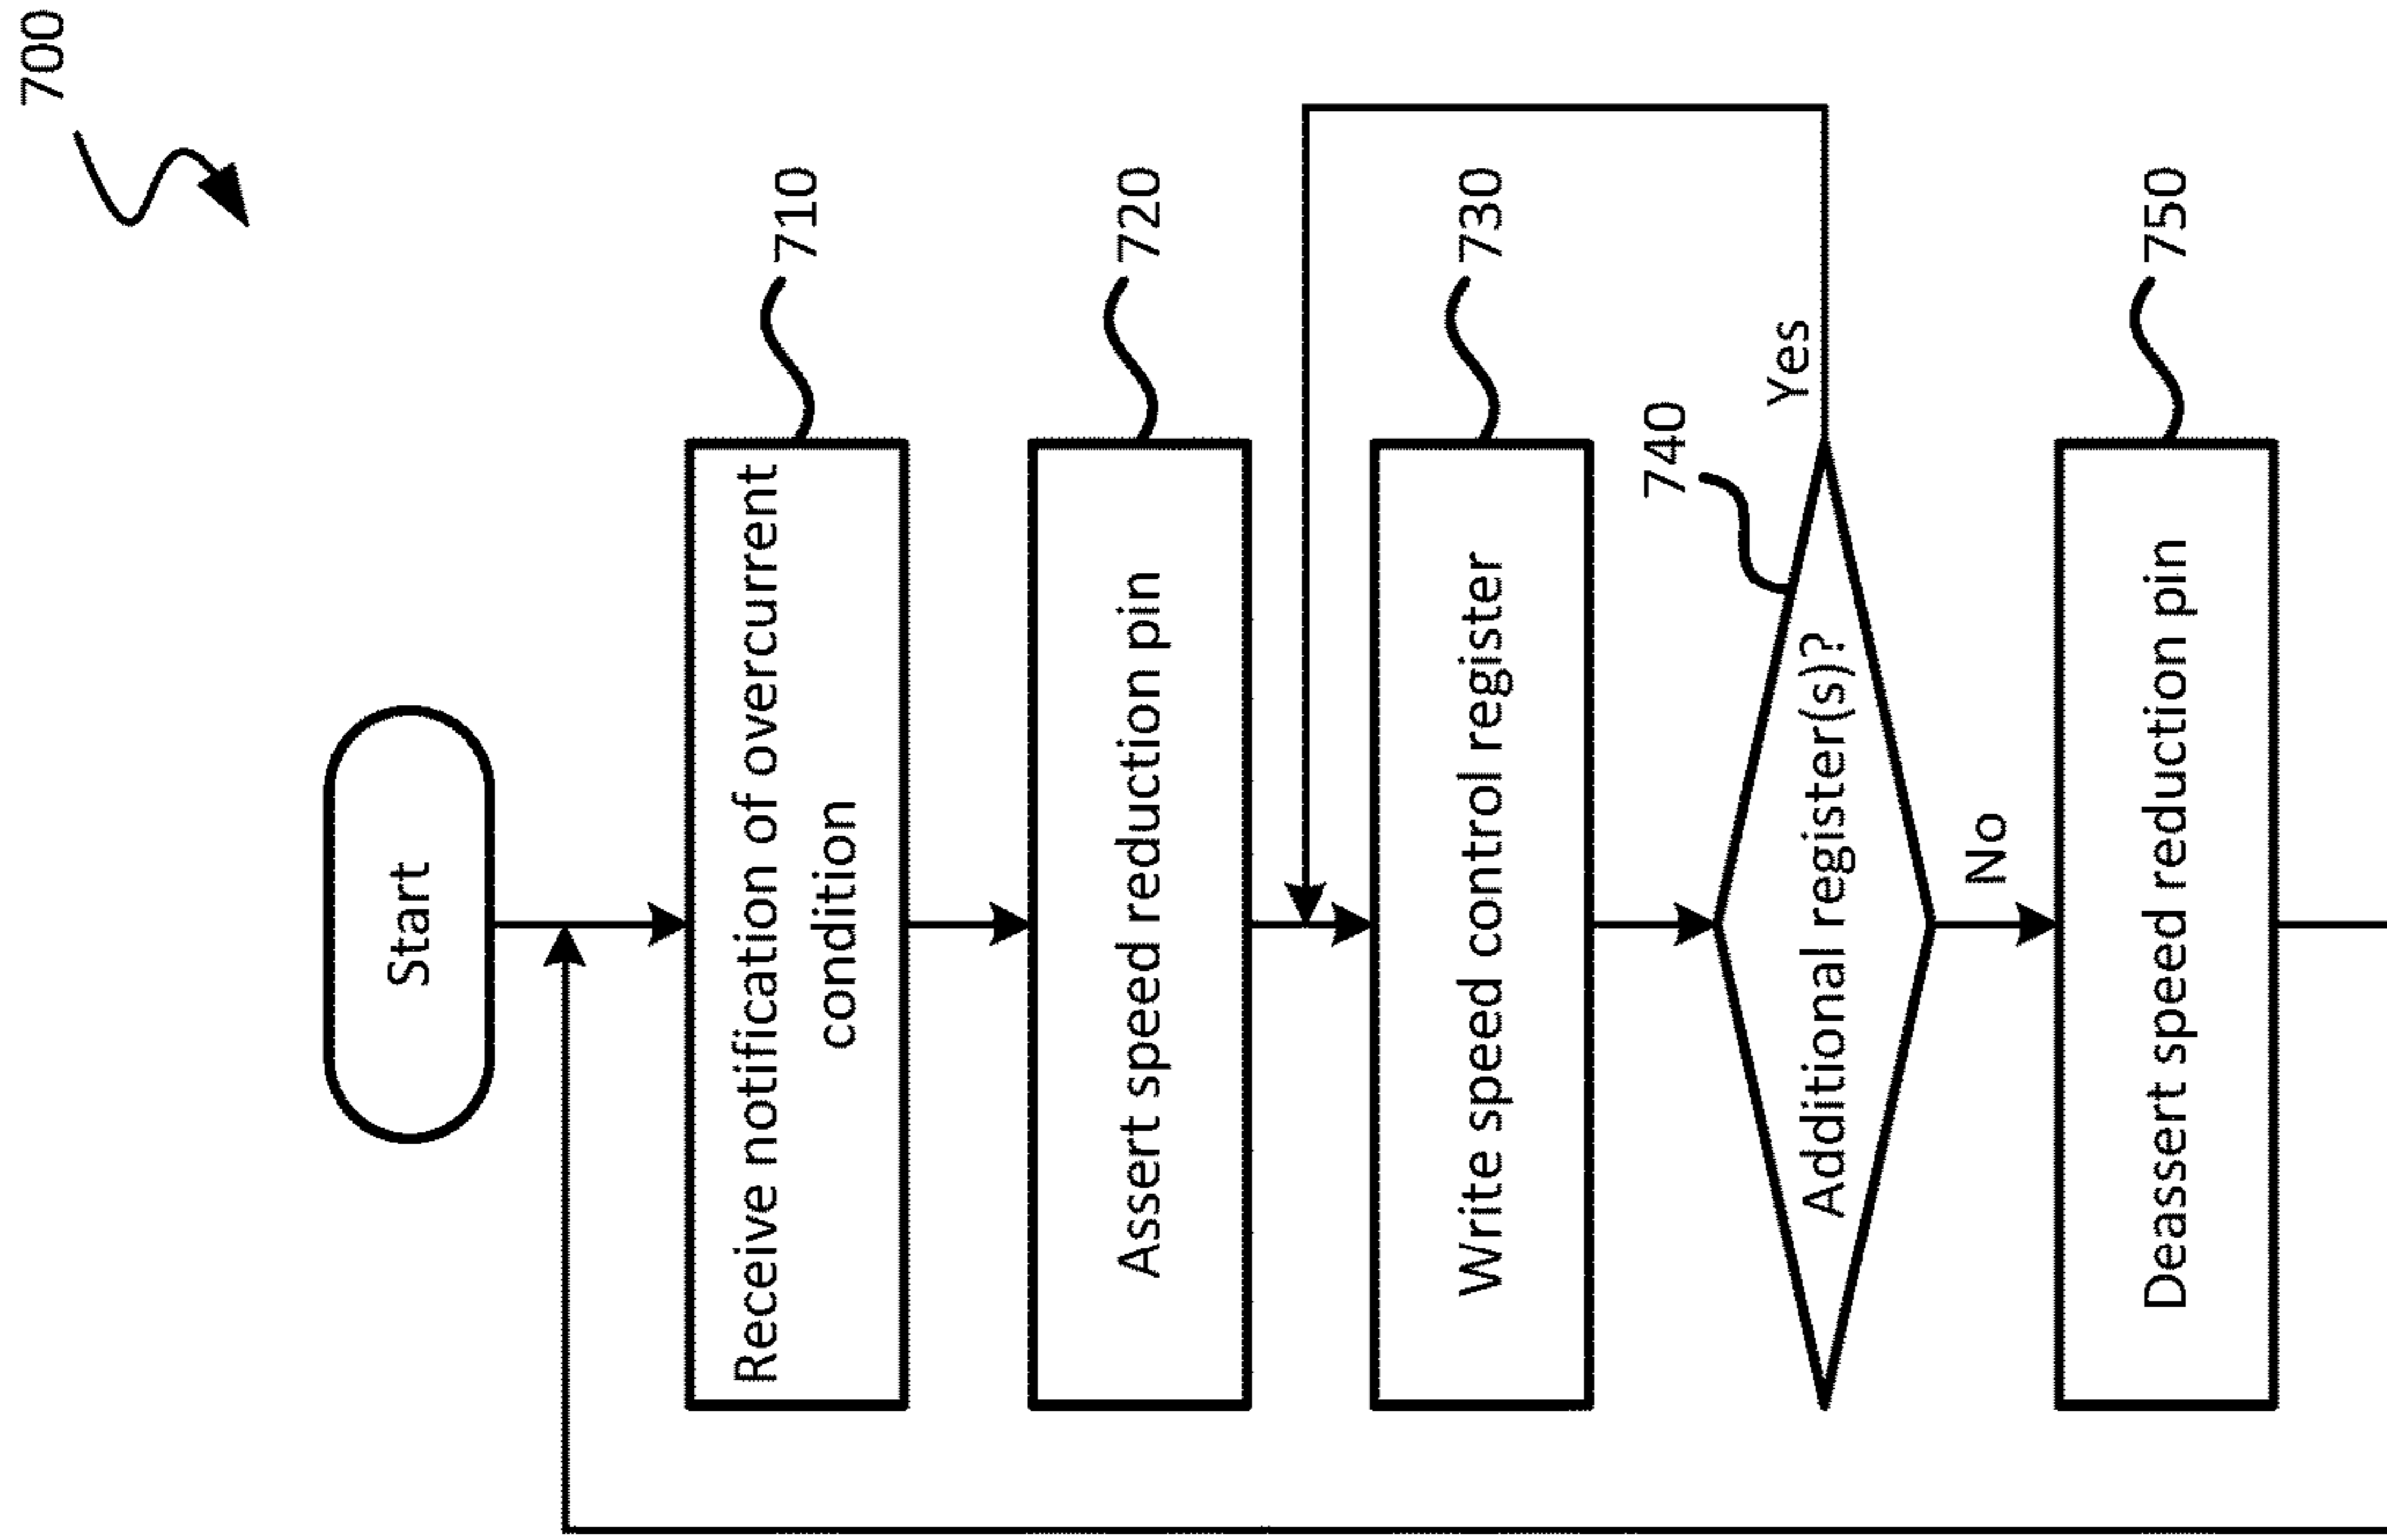 700
Start
Receive notification of overcurrent
condition
710
Assert speed reduction pin
720
Write speed control register
730
740
Additional register(s)?
Yes
No
Deassert speed reduction pin
750